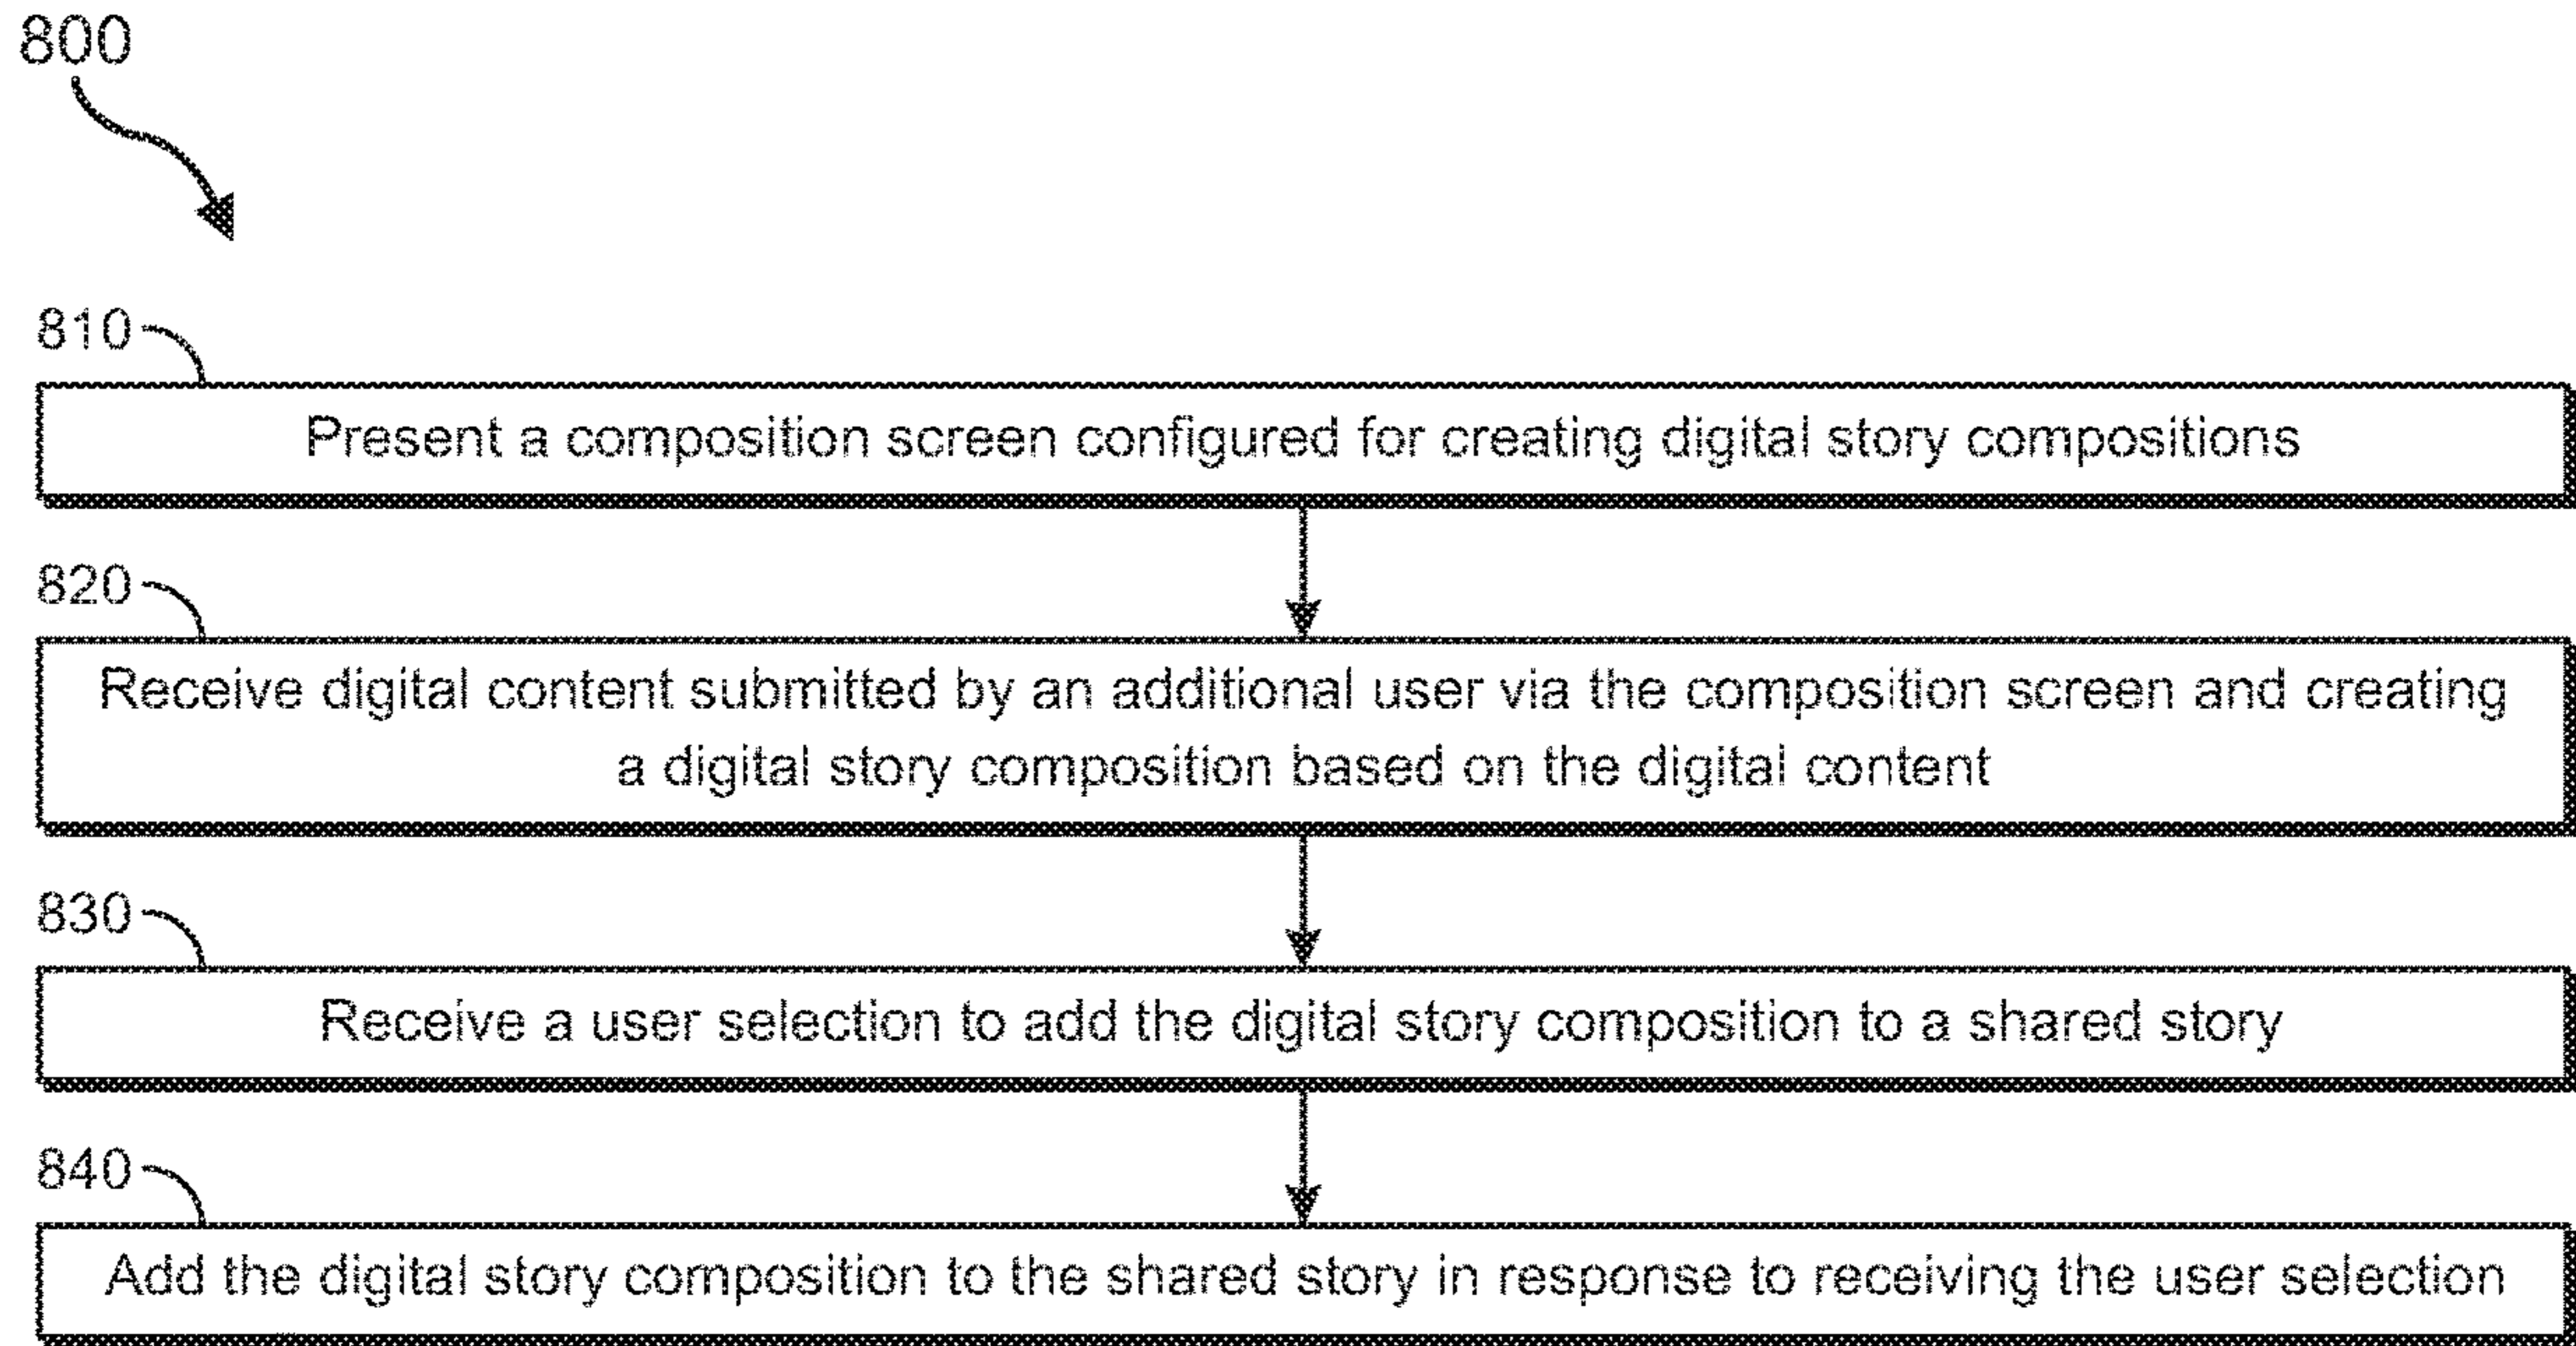 800
810
Present a composition screen configured for creating digital story compositions
820
Receive digital content submitted by an additional user via the composition screen and creating
a digital story composition based on the digital content
830
Receive a user selection to add the digital story composition to a shared story
840
Add the digital story composition to the shared story in response to receiving the user selection